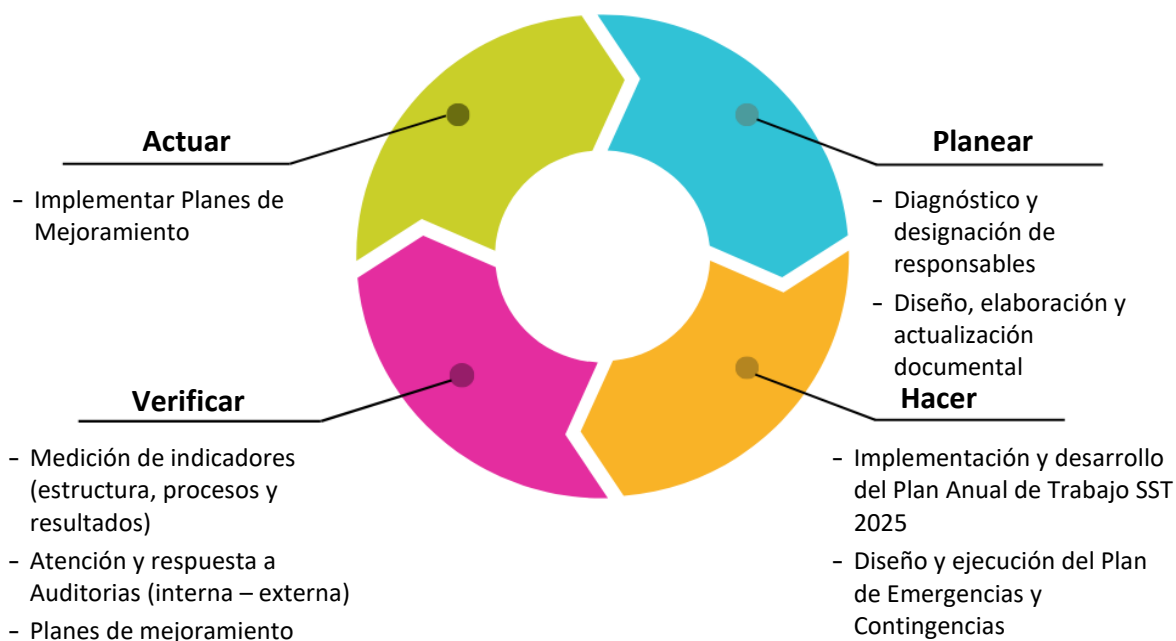 Actuar
- Implementar Planes de
Mejoramiento
Planear
- Diagnóstico y
designación de
responsables
- Diseño, elaboración y
actualización
documental
Verificar
- Medición de indicadores
(estructura, procesos y
resultados)
- Atención y respuesta a
Auditorias (interna – externa)
- Planes de mejoramiento
Hacer
- Implementación y desarrollo
del Plan Anual de Trabajo SST
2025
- Diseño y ejecución del Plan
de Emergencias y
Contingencias